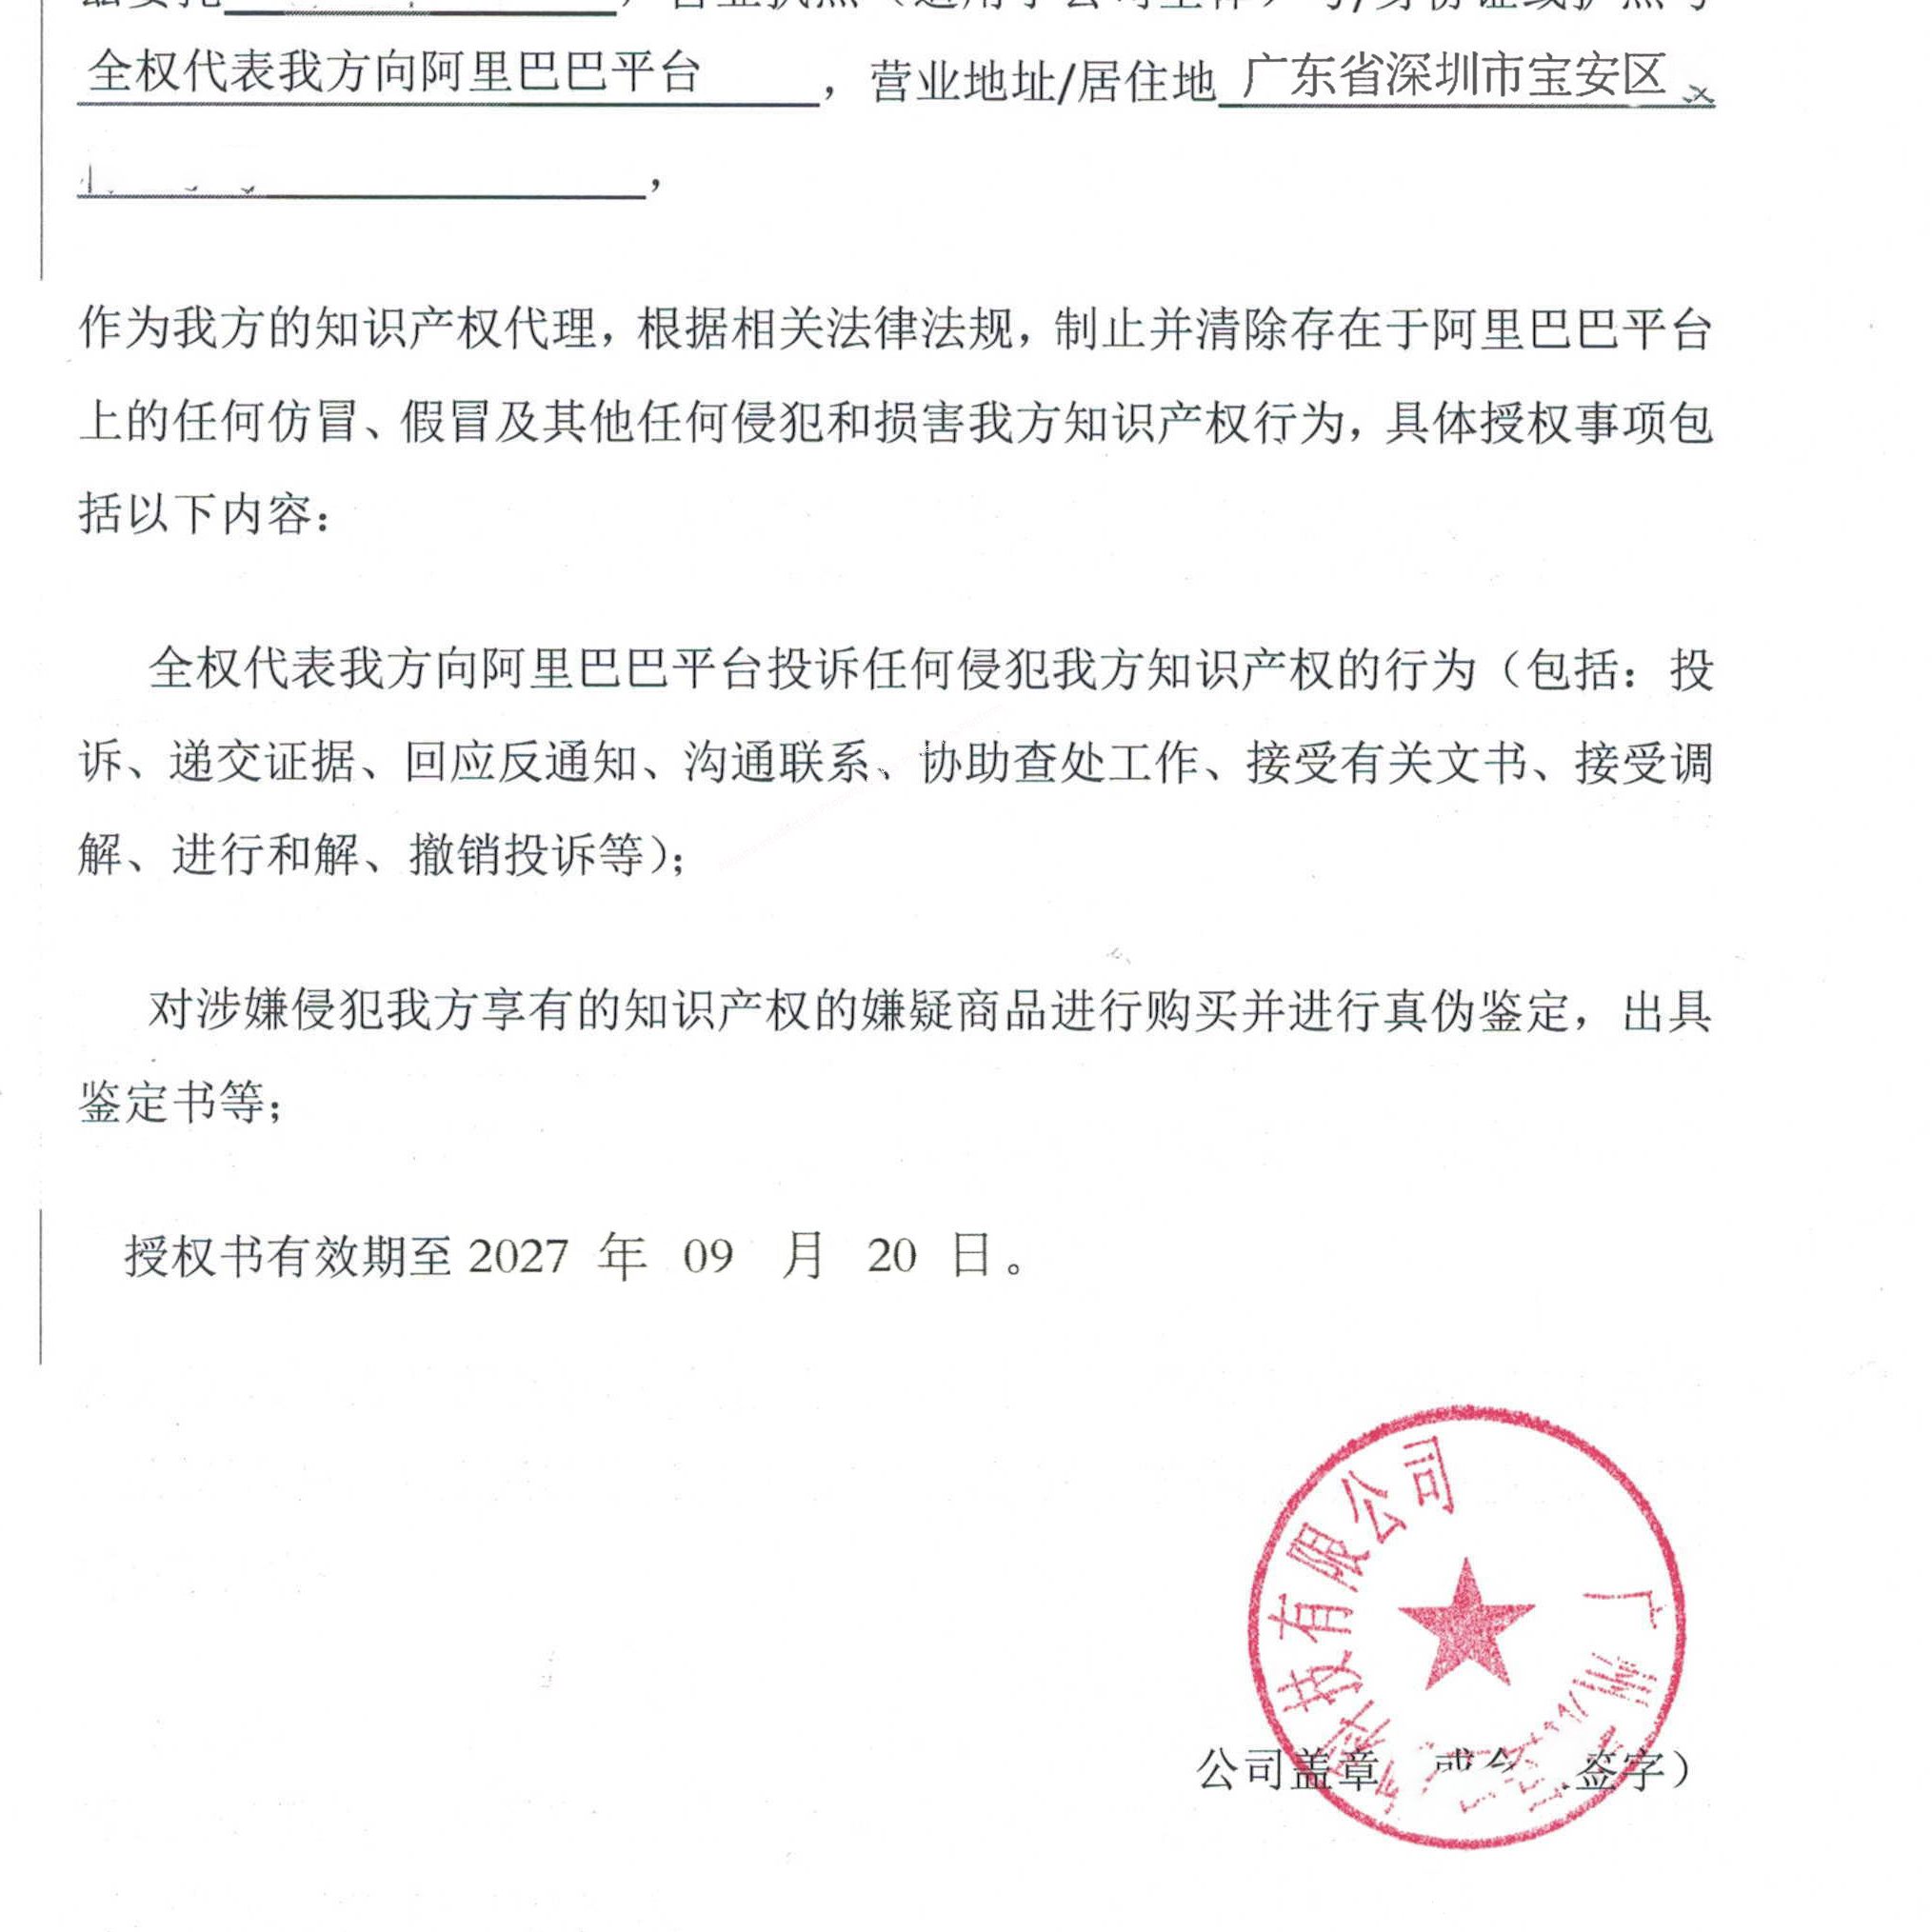 全权代表我方向阿里巴巴平台，营业地址/居住地 广东省深圳市宝安区
，
作为我方的知识产权代理，根据相关法律法规，制止并清除存在于阿里巴巴平台
上的任何仿冒、假冒及其他任何侵犯和损害我方知识产权行为，具体授权事项包
括以下内容：
全权代表我方向阿里巴巴平台投诉任何侵犯我方知识产权的行为（包括：投
诉、递交证据、回应反通知、沟通联系、协助查处工作、接受有关文书、接受调
解、进行和解、撤销投诉等）；
对涉嫌侵犯我方享有的知识产权的嫌疑商品进行购买并进行真伪鉴定，出具
鉴定书等；
授权书有效期至 2027 年 09 月 20 日。
广州 科技有限公司
公司盖章 签字）